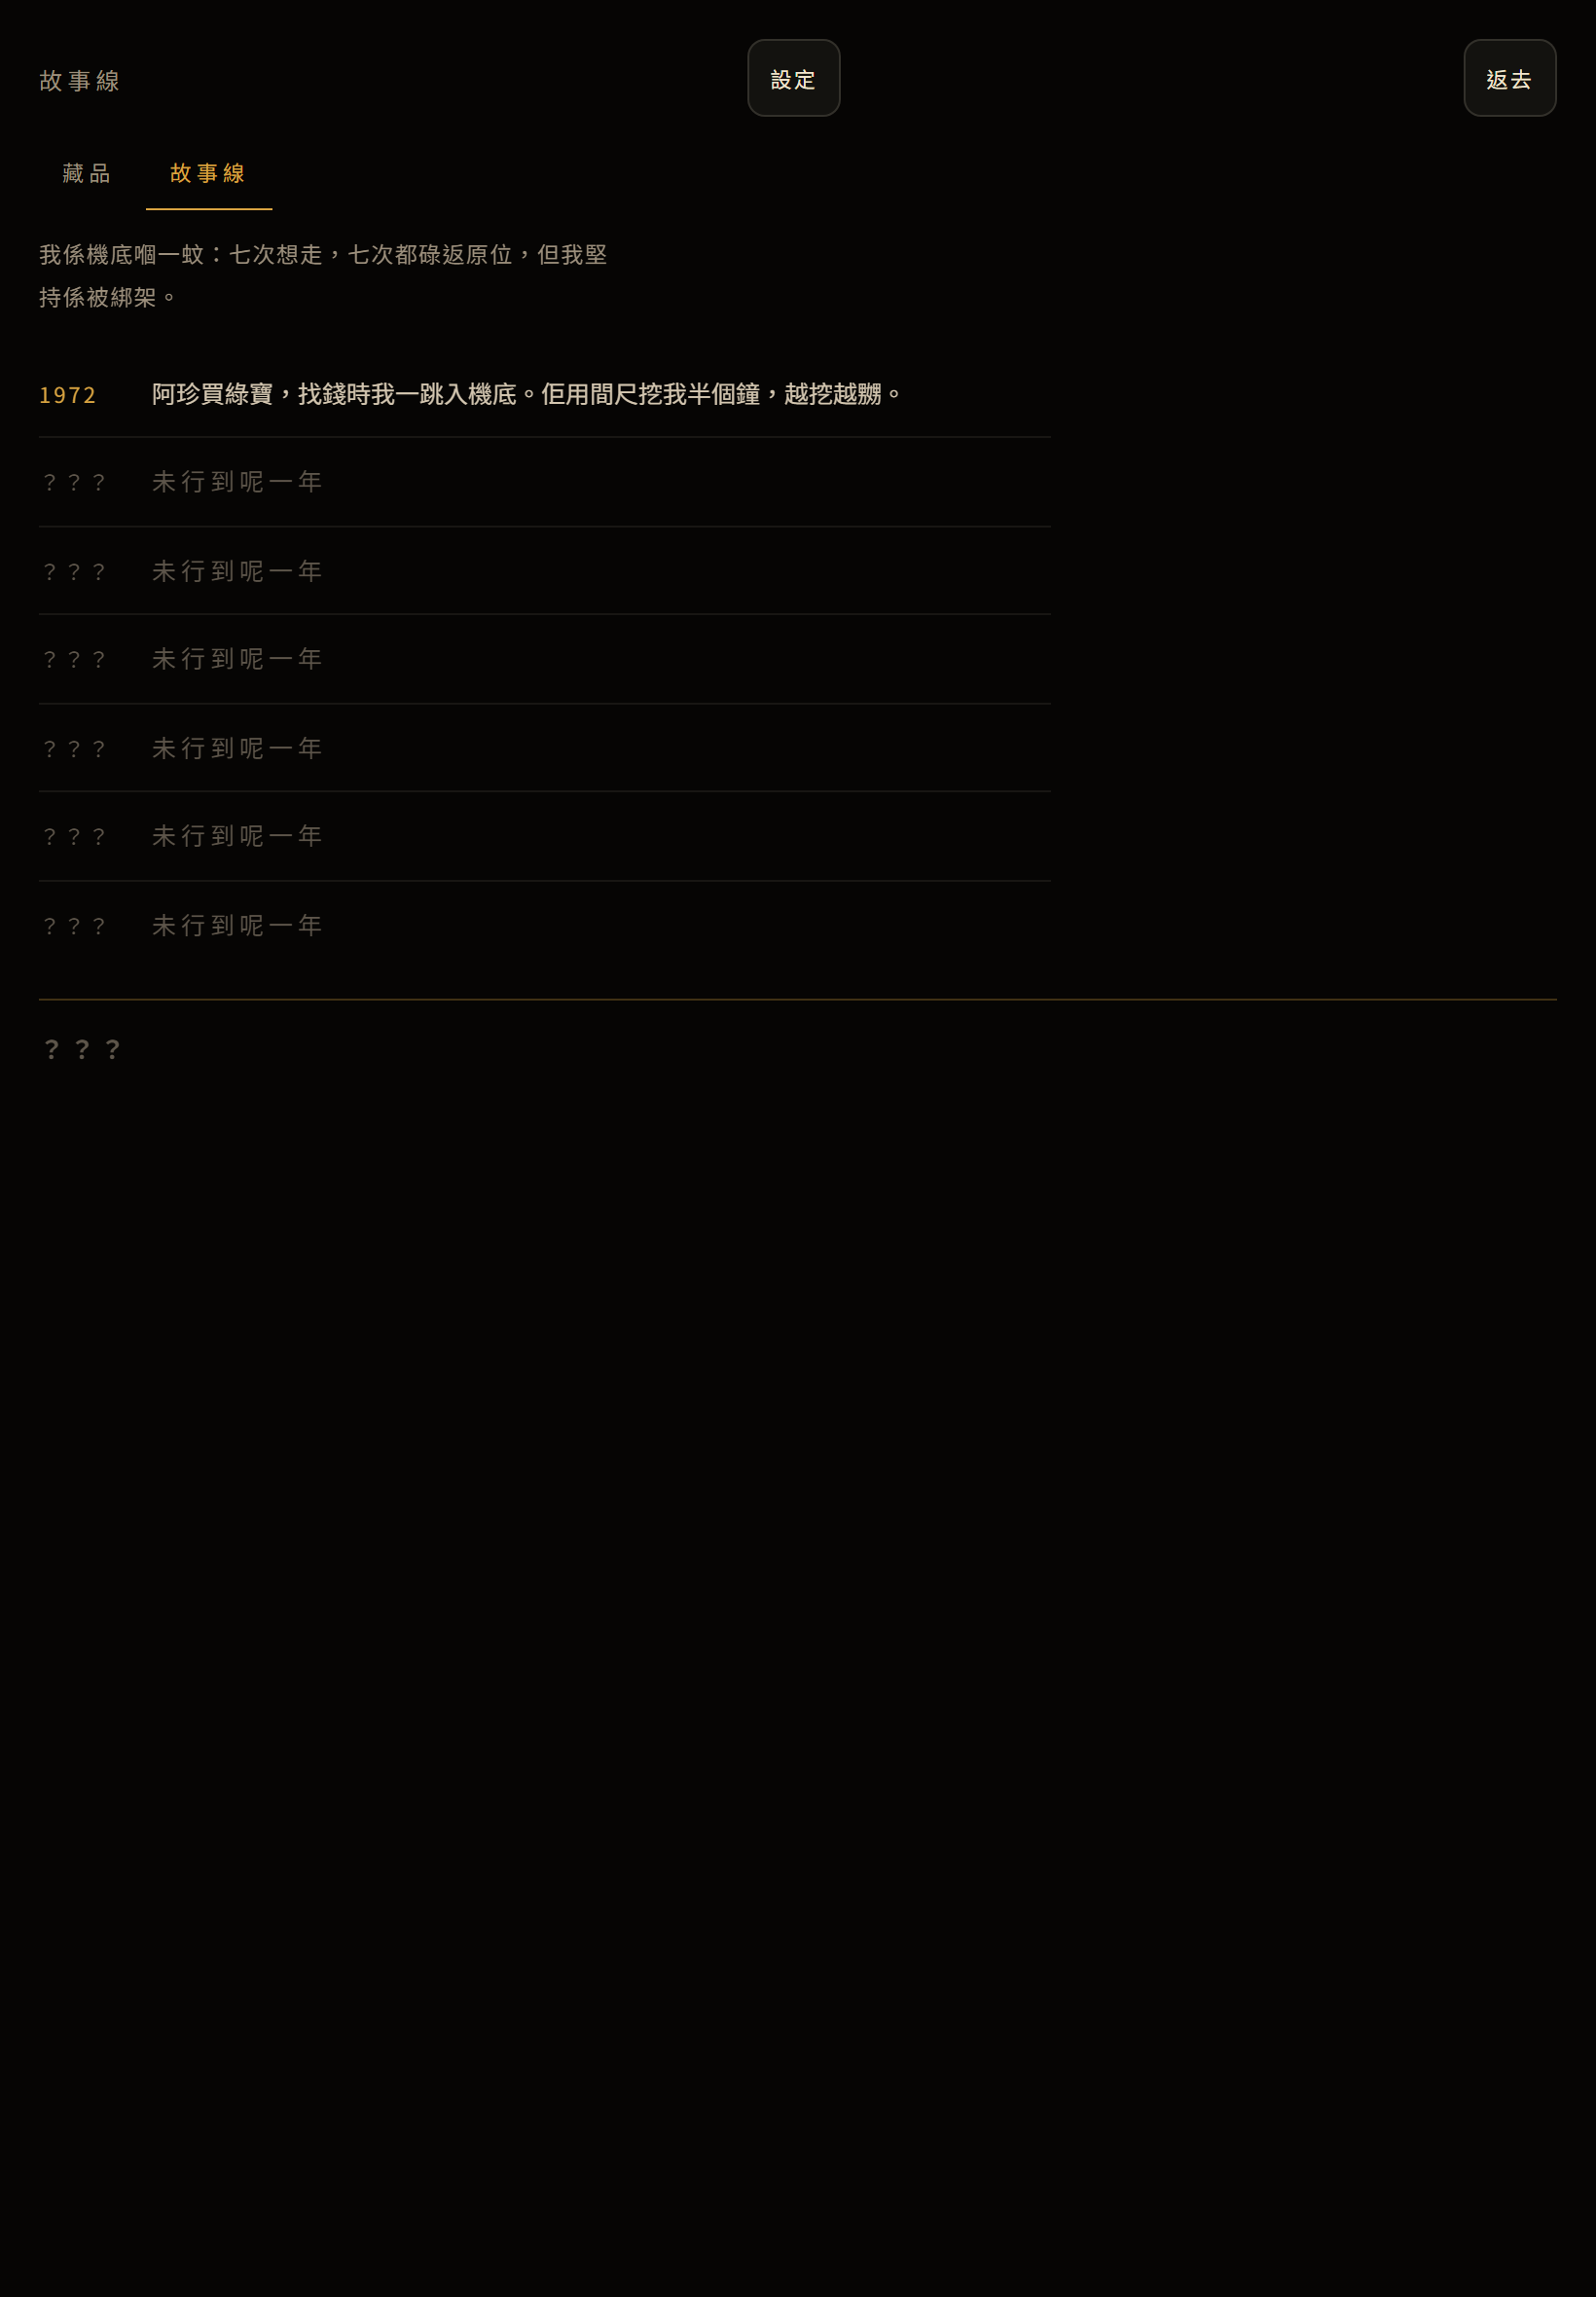 故事線
設定
返去
藏品
故事線
我係機底嗰一蚊：七次想走，七次都碌返原位，但我堅
持係被綁架。
1972 阿珍買綠寶，找錢時我一跳入機底。佢用間尺挖我半個鐘，越挖越嬲。
？？？ 未行到呢一年
？？？ 未行到呢一年
？？？ 未行到呢一年
？？？ 未行到呢一年
？？？ 未行到呢一年
？？？ 未行到呢一年
？？？